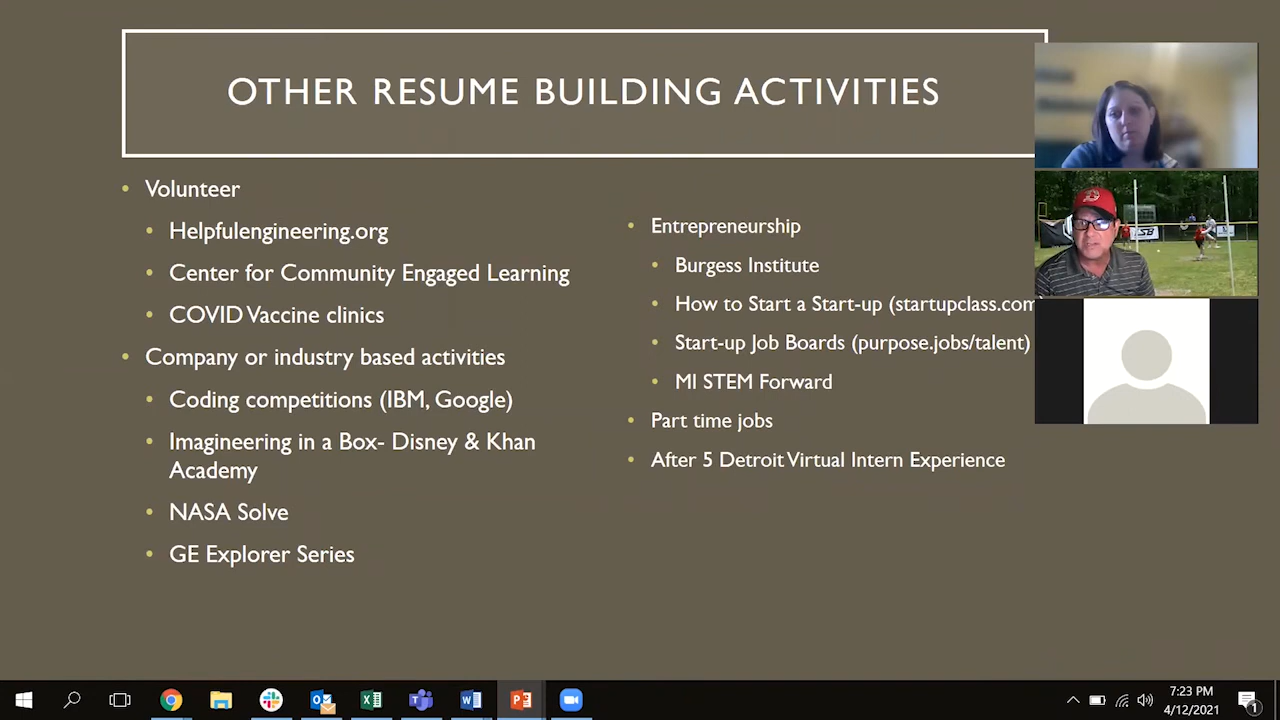 OTHER RESUME BUILDING ACTIVITIES
• Volunteer
• Helpfulengineering.org
• Center for Community Engaged Learning
• COVID Vaccine clinics
• Company or industry based activities
• Coding competitions (IBM, Google)
• Imagineering in a Box- Disney & Khan
Academy
• NASA Solve
• GE Explorer Series
• Entrepreneurship
• Burgess Institute
• How to Start a Start-up (startupclass.com)
• Start-up Job Boards (purpose.jobs/talent)
• MI STEM Forward
• Part time jobs
• After 5 Detroit Virtual Intern Experience
7:23 PM
4/12/2021
1